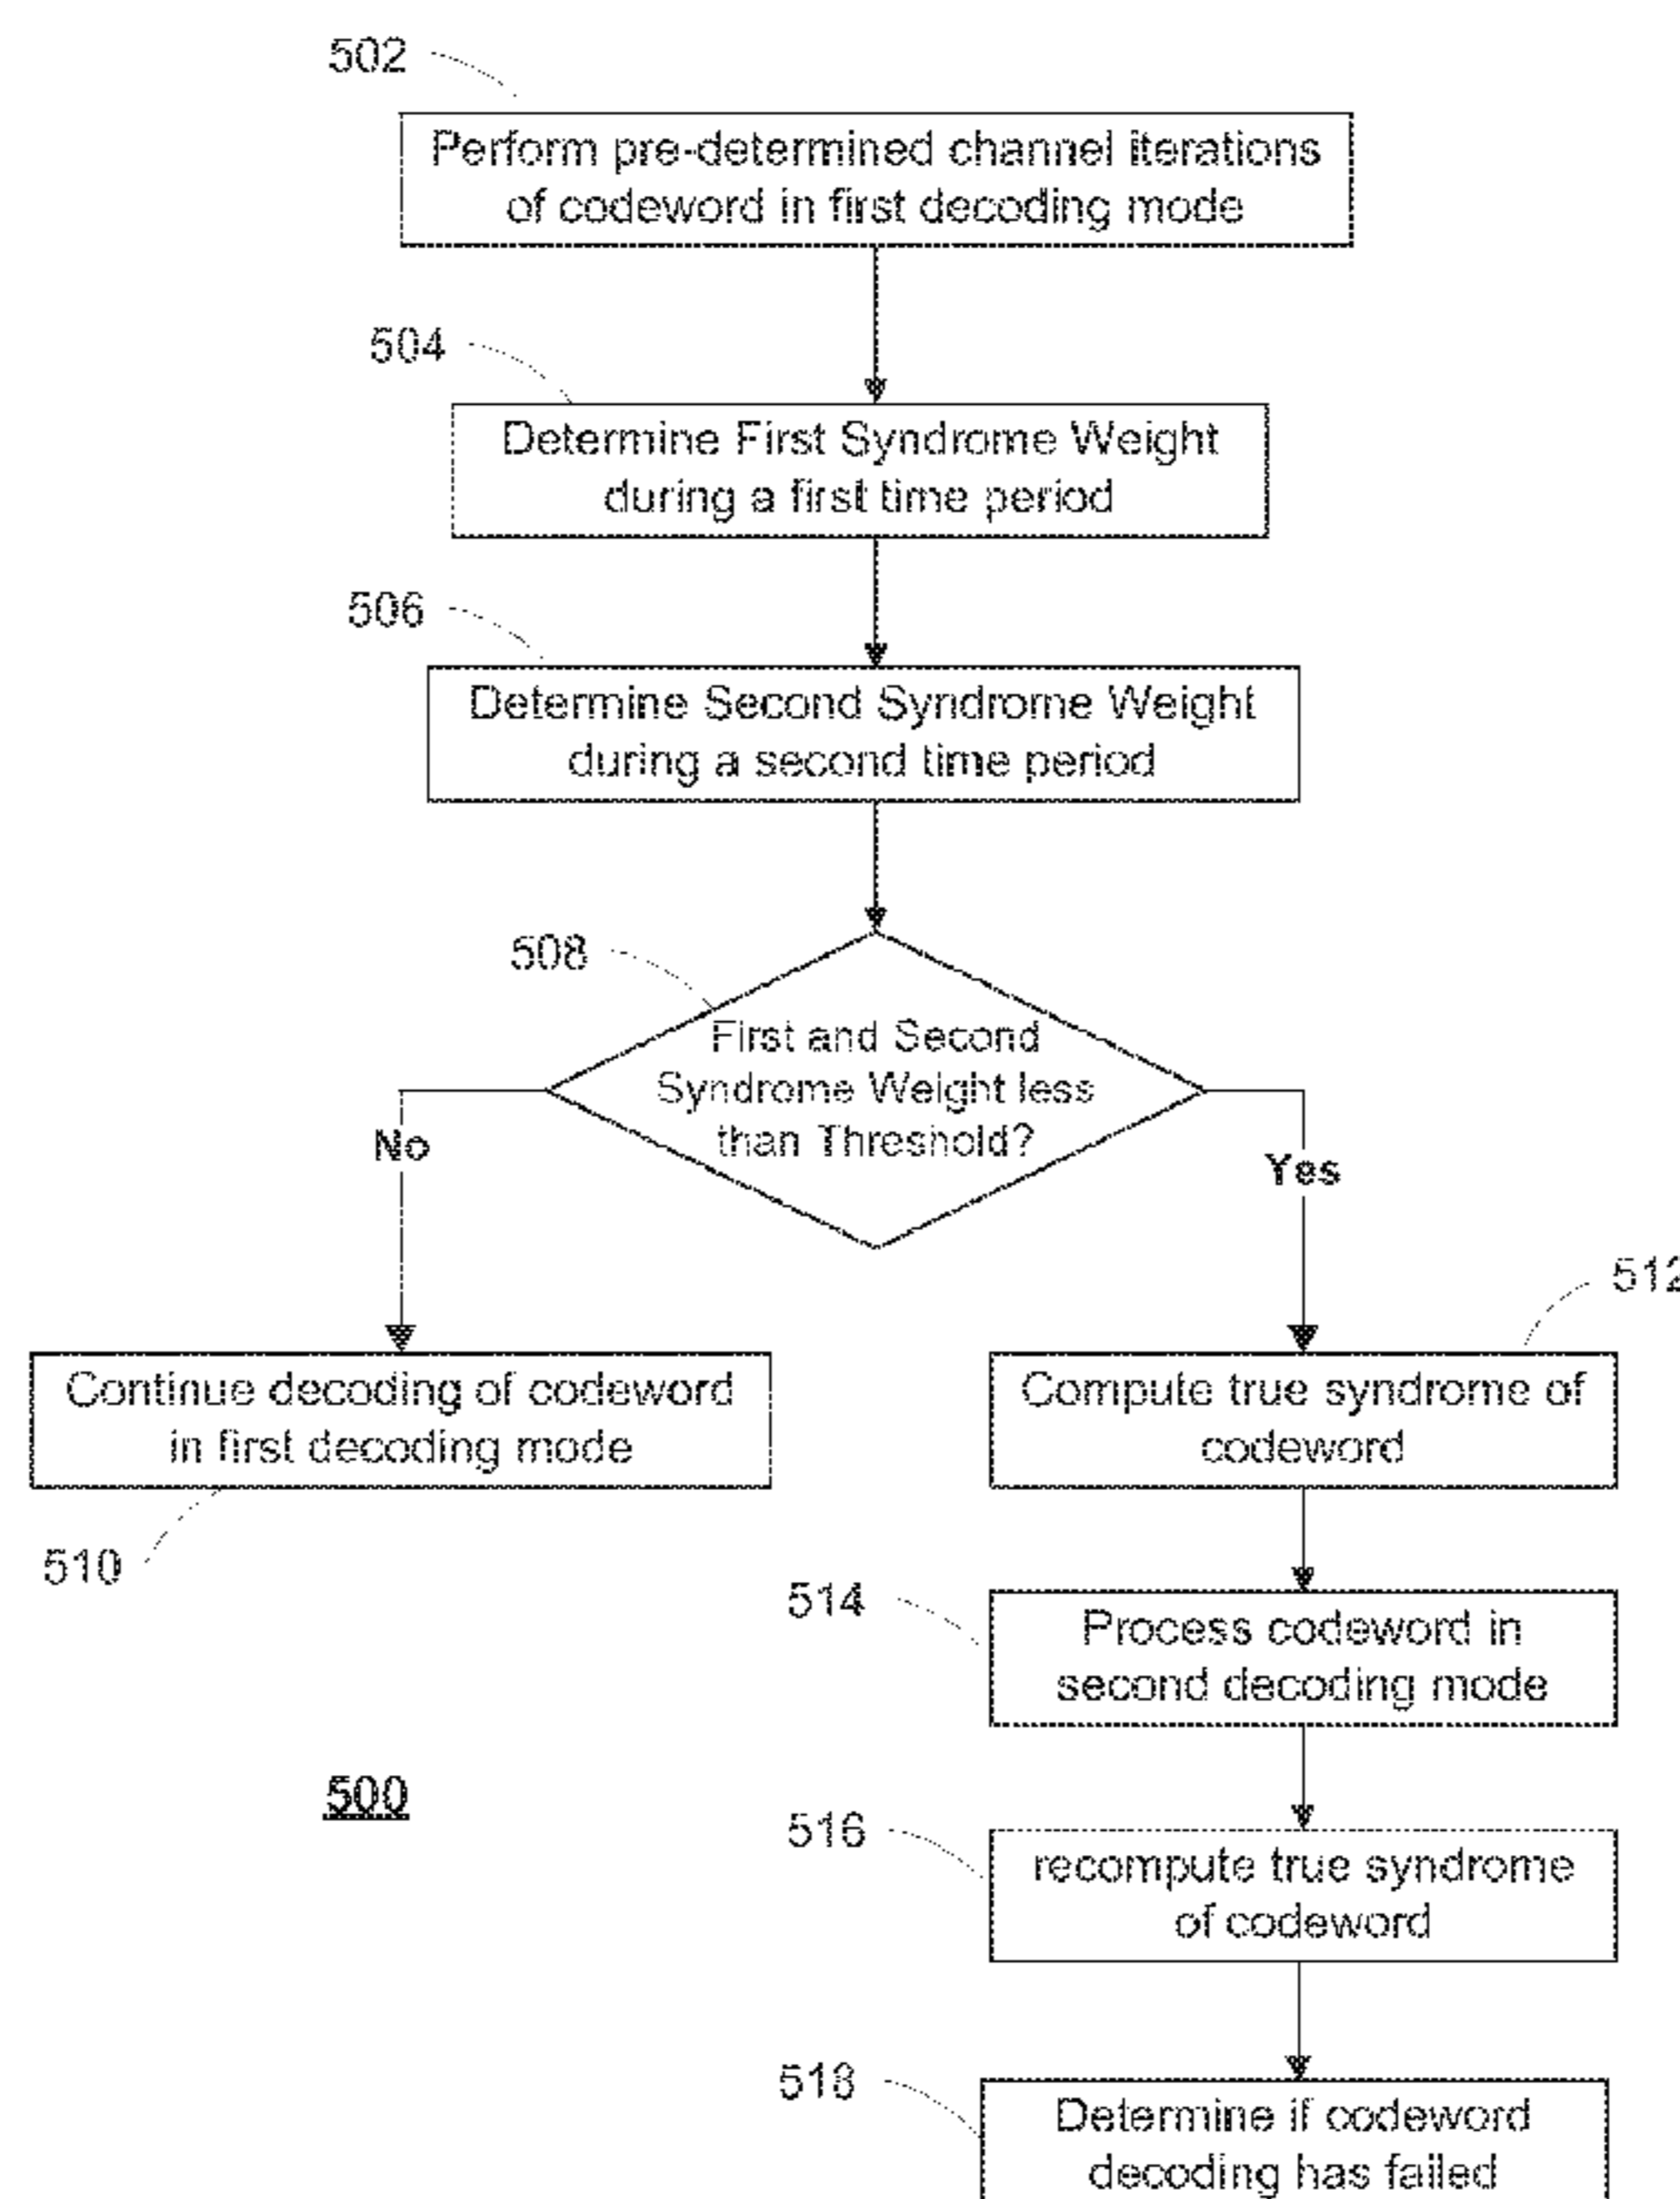 502
Perform pre-determined channel iterations
of codeword in first decoding mode
504
Determine First Syndrome Weight
during a first time period
506
Determine Second Syndrome Weight
during a second time period
508
First and Second
Syndrome Weight less
than Threshold?
No
Yes
512
Continue decoding of codeword
in first decoding mode
Compute true syndrome of
codeword
510
514
Process codeword in
second decoding mode
500
516
recompute true syndrome
of codeword
518
Determine if codeword
decoding has failed